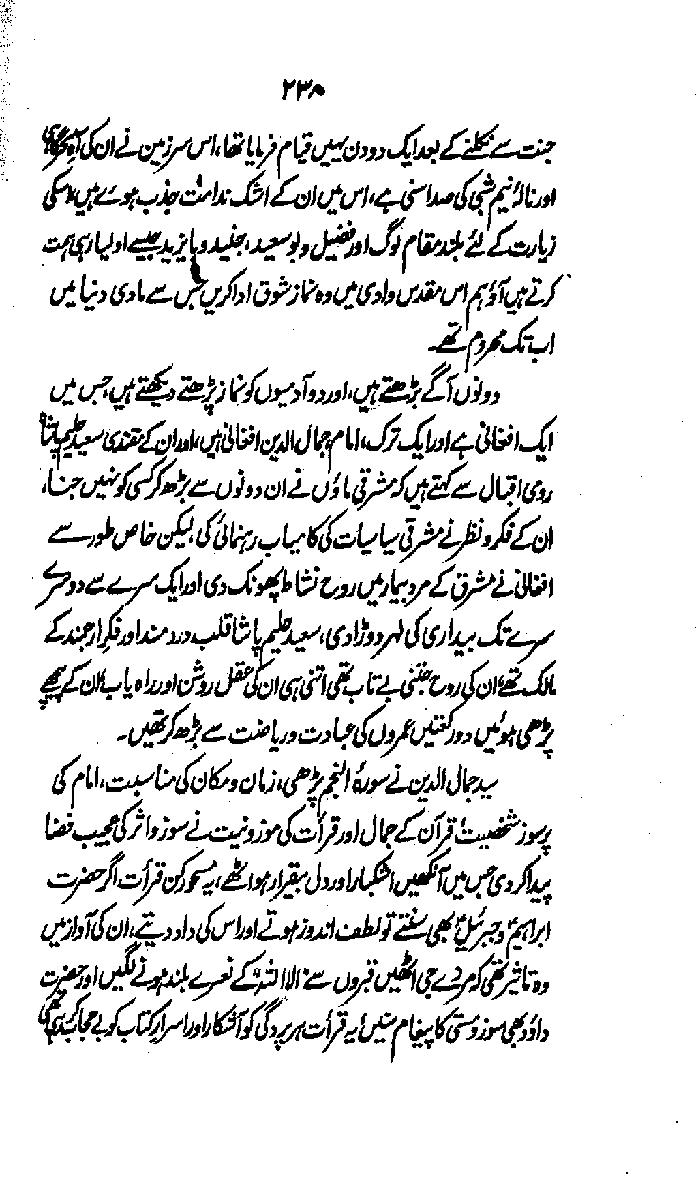 ۲۳۸
جنت سے نکلنے کے بعد ایک دو دن یہیں قیام فرمایا تھا، اس سرزمین نے ان کی آہ سحرگاہی
اور نالۂ نیم شبی کی صدا سنی ہے، اس میں ان کے اشک ندامت جذب ہوئے ہیں، اسکی
زیارت کے لئے بلند مقام لوگ اور فضیل و بوسعید، جنید و بایزید جیسے اولیا رہی ہمت
کرتے ہیں آؤ ہم اس مقدس وادی میں وہ نماز شوق ادا کریں جس سے مادی دنیا میں
اب تک محروم تھے۔
دونوں آگے بڑھتے ہیں، اور دو آدمیوں کو نماز پڑھتے دیکھتے ہیں، جس میں
ایک افغانی ہے اور ایک ترک، امام جمال الدین افغانی ہیں، اور ان کے مقتدی سعید حلیم پاشا
رومی اقبال سے کہتے ہیں کہ مشرقی ماؤں نے ان دونوں سے بڑھ کر کسی کو نہیں جنا،
ان کے فکر و نظر نے مشرقی سیاسیات کی کامیاب رہنمائی کی، لیکن خاص طور سے
افغانی نے مشرق کے مرد بیمار میں روح نشاط پھونک دی اور ایک سرے سے دوسرے
سرے تک بیداری کی لہر دوڑا دی، سعید حلیم پاشا قلب دردمند اور فکر ارجمند کے
مالک تھے، ان کی روح جتنی بے تاب تھی اتنی ہی ان کی عقل روشن اور راہ یاب، ان کے پیچھے
پڑھی ہوئیں دو رکعتیں عمروں کی عبادت و ریاضت سے بڑھ کر تھیں۔
سید جمال الدین نے سورۂ النجم پڑھی، زمان و مکان کی مناسبت، امام کی
پرسوز شخصیت، قرآن کے جمال اور قرأت کی موزونیت نے سوز و اثر کی عجیب فضا
پیدا کر دی جس میں آنکھیں اشکبار اور دل بیقرار ہو اٹھے، یہ مسحور کن قرأت اگر حضرت
ابراہیمؑ و جبرئیلؑ بھی سنتے تو لطف اندوز ہوتے اور اس کی داد دیتے، ان کی آواز میں
وہ تاثیر تھی کہ مردے جی اٹھیں قبروں سے "الا اللہ" کے نعرے بلند ہونے لگیں اور حضرت
داؤد بھی سوز و مستی کا پیغام سنیں، یہ قرأت ہر پردگی کو آشکارا اور اسرار کتاب کو بے حجاب